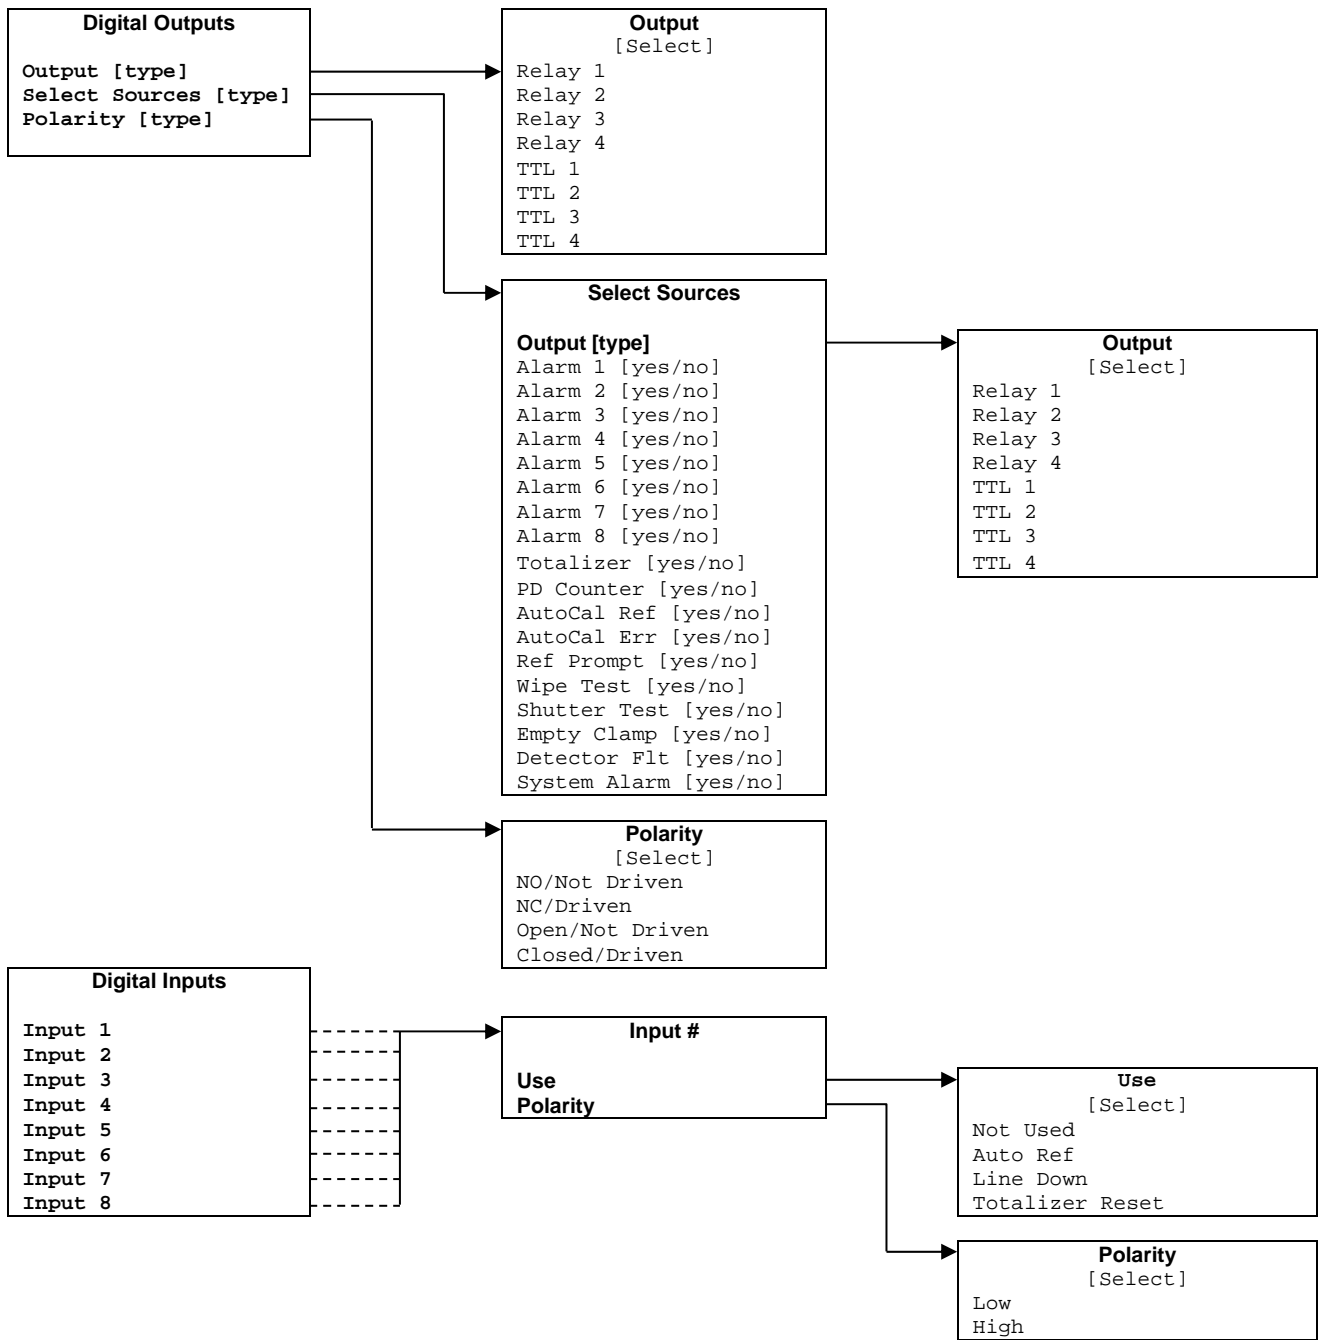 Digital Outputs
Output [type]
Select Sources [type]
Polarity [type]
Output
[Select]
Relay 1
Relay 2
Relay 3
Relay 4
TTL 1
TTL 2
TTL 3
TTL 4
Select Sources
Output [type]
Alarm 1 [yes/no]
Alarm 2 [yes/no]
Alarm 3 [yes/no]
Alarm 4 [yes/no]
Alarm 5 [yes/no]
Alarm 6 [yes/no]
Alarm 7 [yes/no]
Alarm 8 [yes/no]
Totalizer [yes/no]
PD Counter [yes/no]
AutoCal Ref [yes/no]
AutoCal Err [yes/no]
Ref Prompt [yes/no]
Wipe Test [yes/no]
Shutter Test [yes/no]
Empty Clamp [yes/no]
Detector Flt [yes/no]
System Alarm [yes/no]
Output
[Select]
Relay 1
Relay 2
Relay 3
Relay 4
TTL 1
TTL 2
TTL 3
TTL 4
Polarity
[Select]
NO/Not Driven
NC/Driven
Open/Not Driven
Closed/Driven
Digital Inputs
Input 1
Input 2
Input 3
Input 4
Input 5
Input 6
Input 7
Input 8
Input #
Use
Polarity
Use
[Select]
Not Used
Auto Ref
Line Down
Totalizer Reset
Polarity
[Select]
Low
High